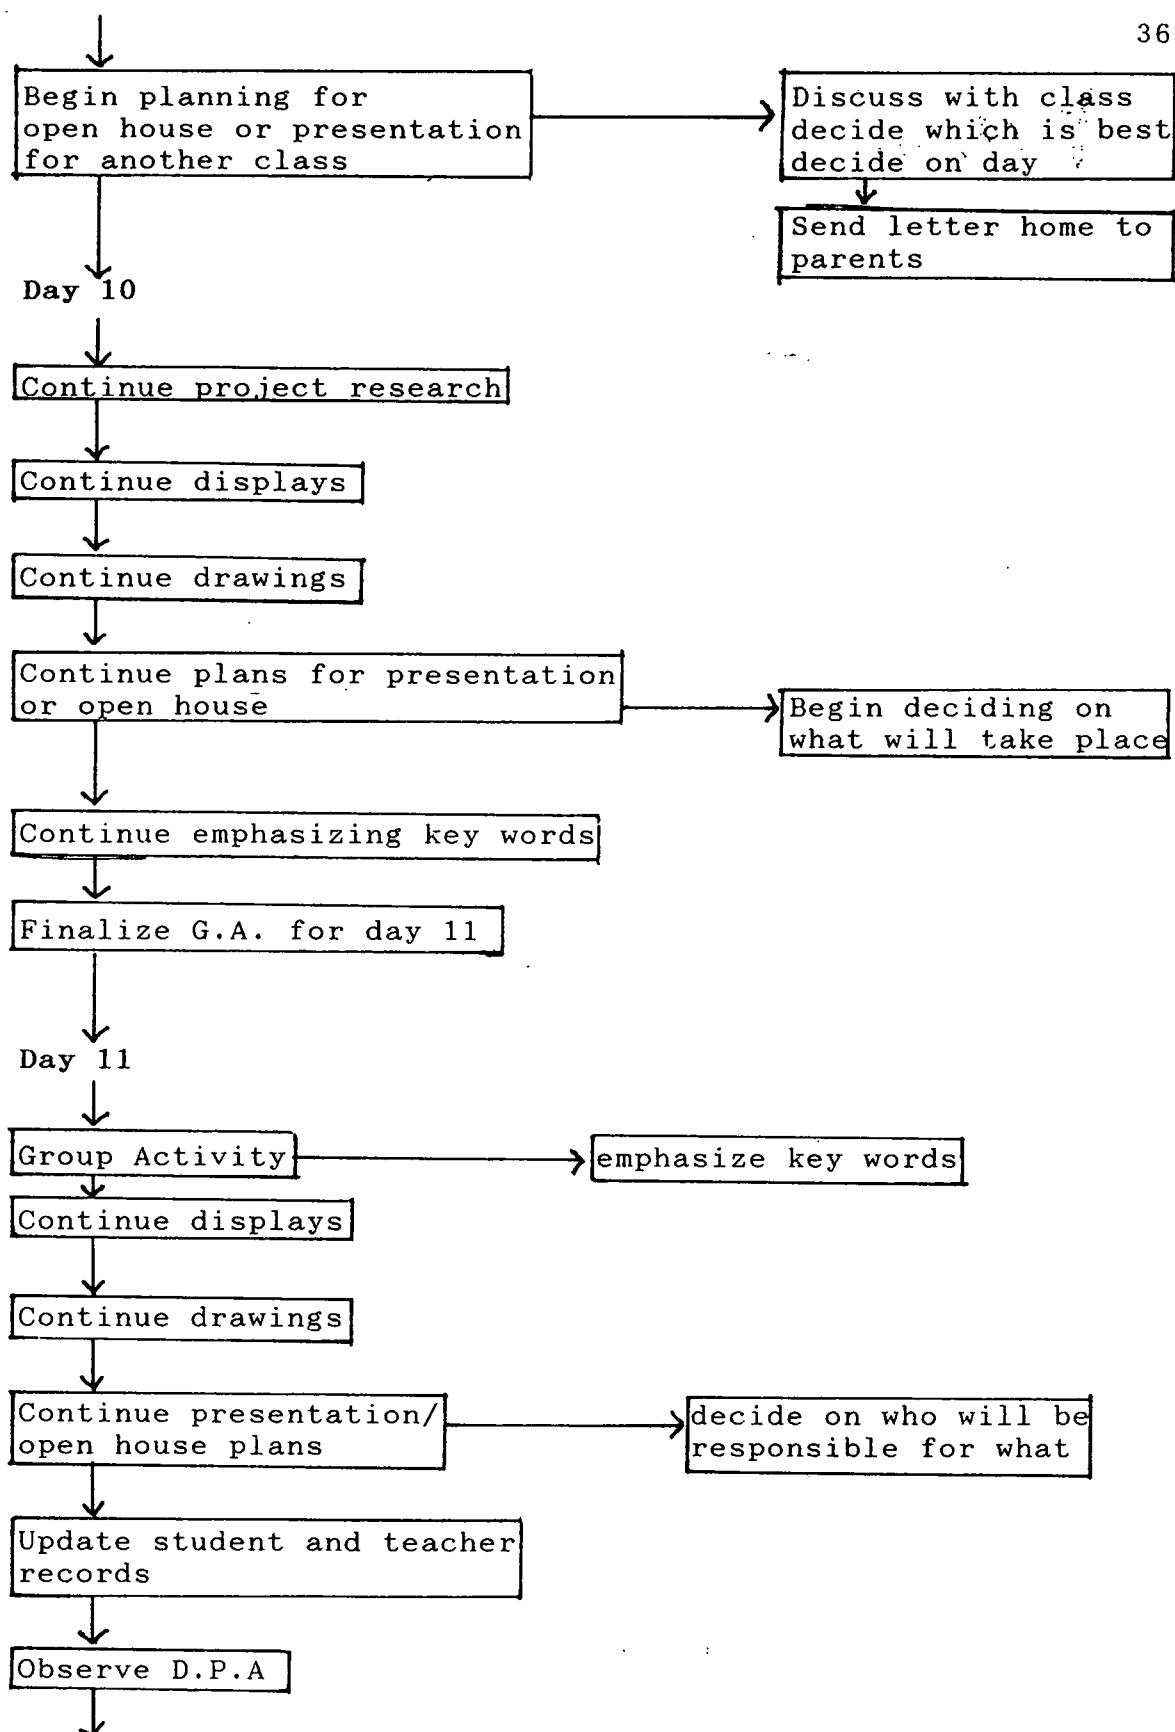 36
Begin planning for
open house or presentation
for another class
Discuss with class
decide which is best
decide on day
Send letter home to
parents
Day 10
Continue project research
Continue displays
Continue drawings
Continue plans for presentation
or open house
Begin deciding on
what will take place
Continue emphasizing key words
Finalize G.A. for day 11
Day 11
Group Activity
emphasize key words
Continue displays
Continue drawings
Continue presentation/
open house plans
decide on who will be
responsible for what
Update student and teacher
records
Observe D.P.A